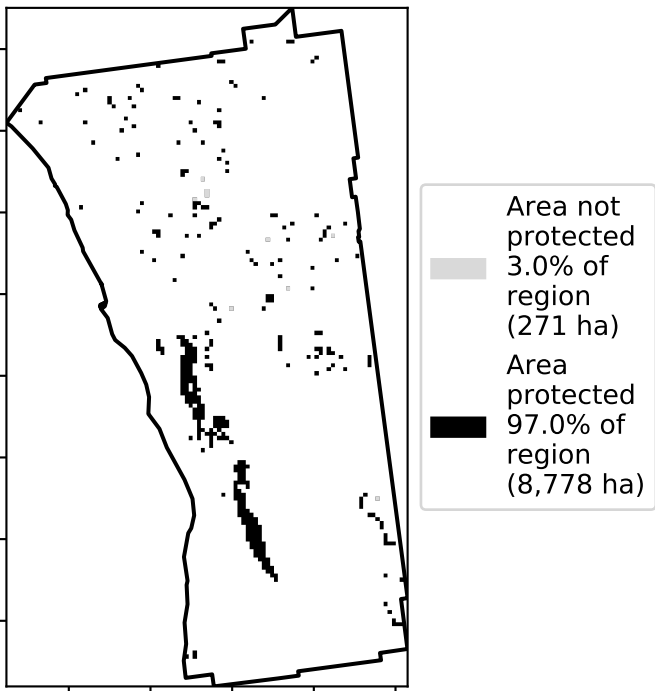 Area not
protected
3.0% of
region
(271 ha)
Area
protected
97.0% of
region
(8,778 ha)